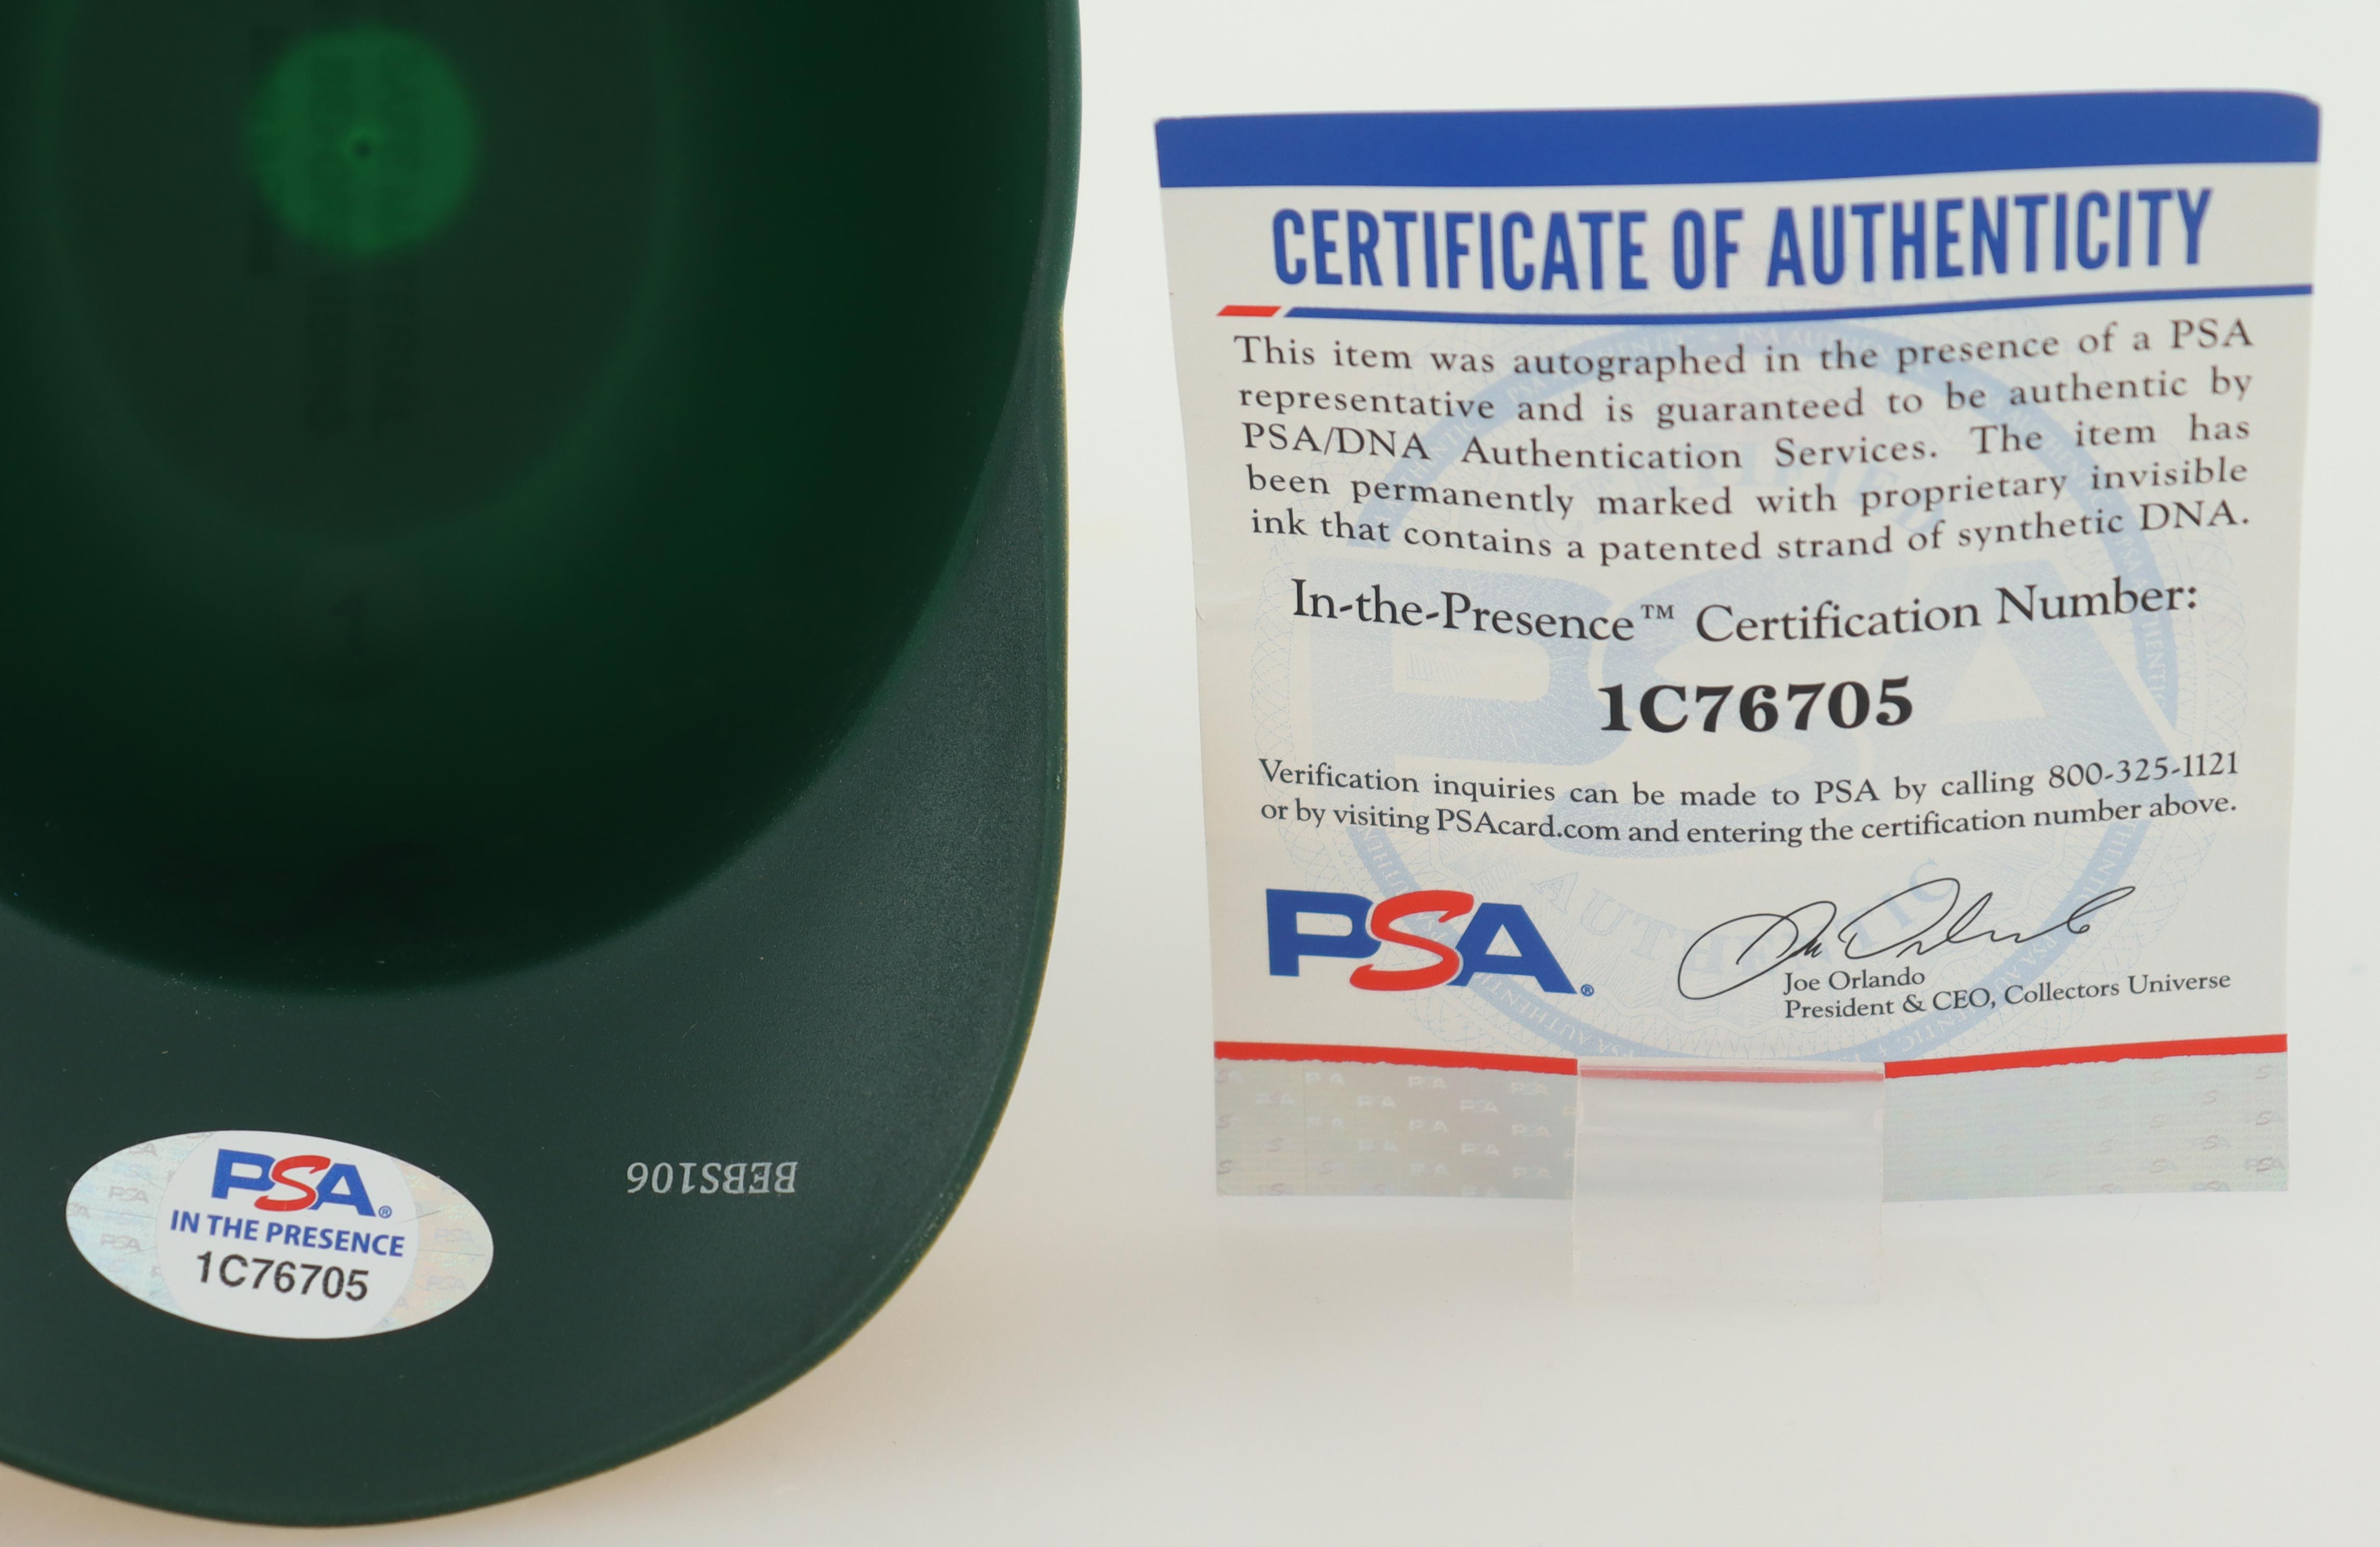 CERTIFICATE OF AUTHENTICITY
This item was autographed in the presence of a PSA
representative and is guaranteed to be authentic by
PSA/DNA Authentication Services. The item has
been permanently marked with proprietary invisible
ink that contains a patented strand of synthetic DNA.
In-the-Presence™ Certification Number:
1C76705
Verification inquiries can be made to PSA by calling 800-325-1121
or by visiting PSAcard.com and entering the certification number above.
PSA®
Joe Orlando
President & CEO, Collectors Universe
PSA®
IN THE PRESENCE
1C76705
BEBS106